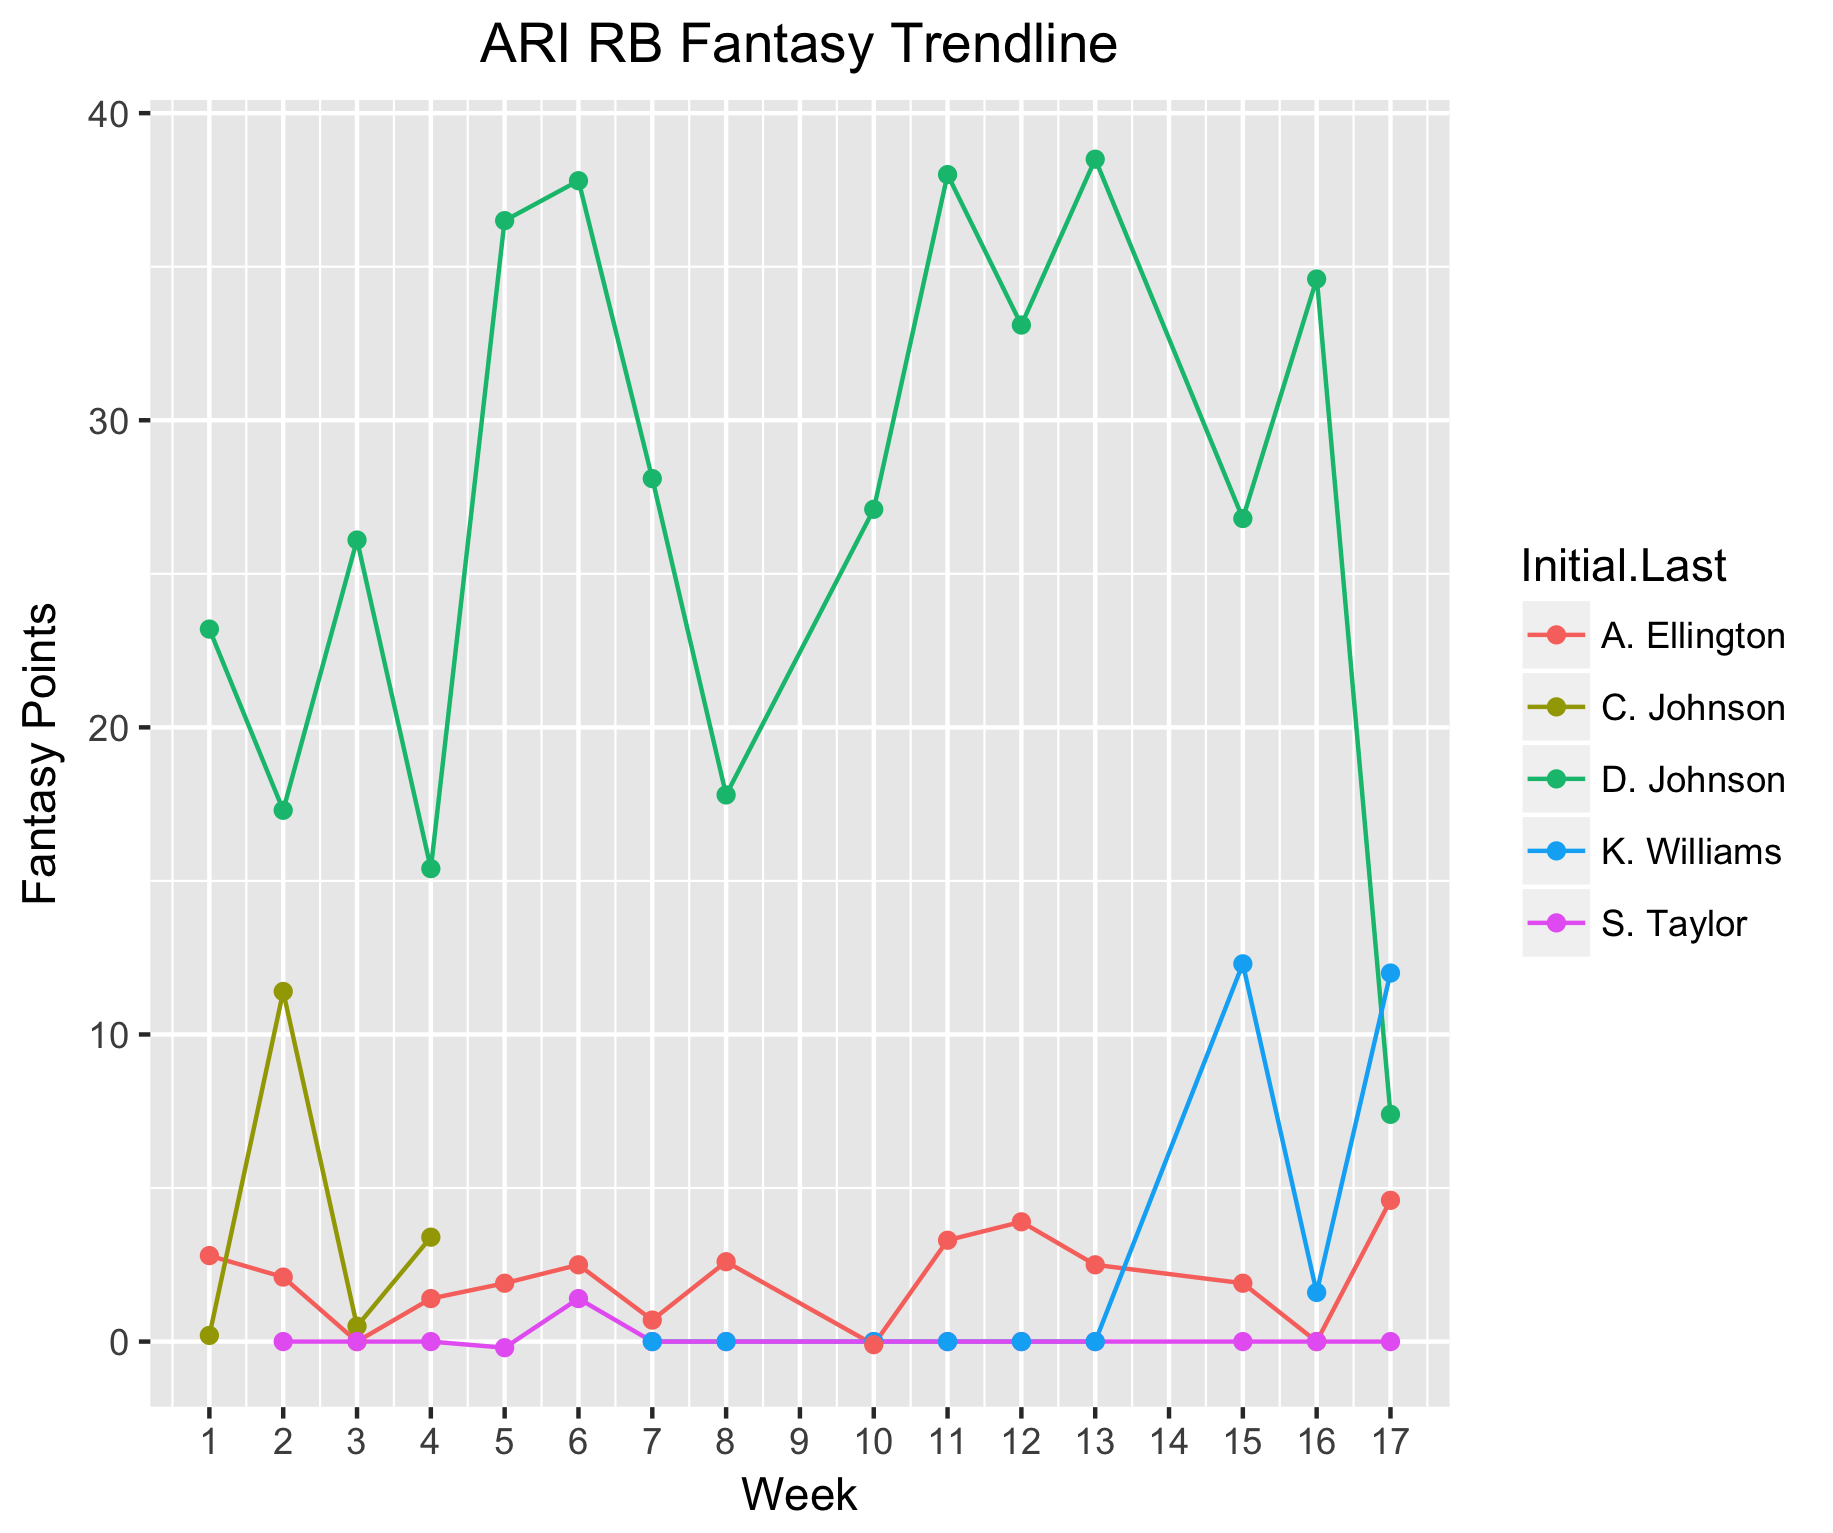 ARI RB Fantasy Trendline
Fantasy Points
40
30
20
10
0
1 2 3 4 5 6 7 8 9 10 11 12 13 14 15 16 17
Week
Initial.Last
A. Ellington
C. Johnson
D. Johnson
K. Williams
S. Taylor